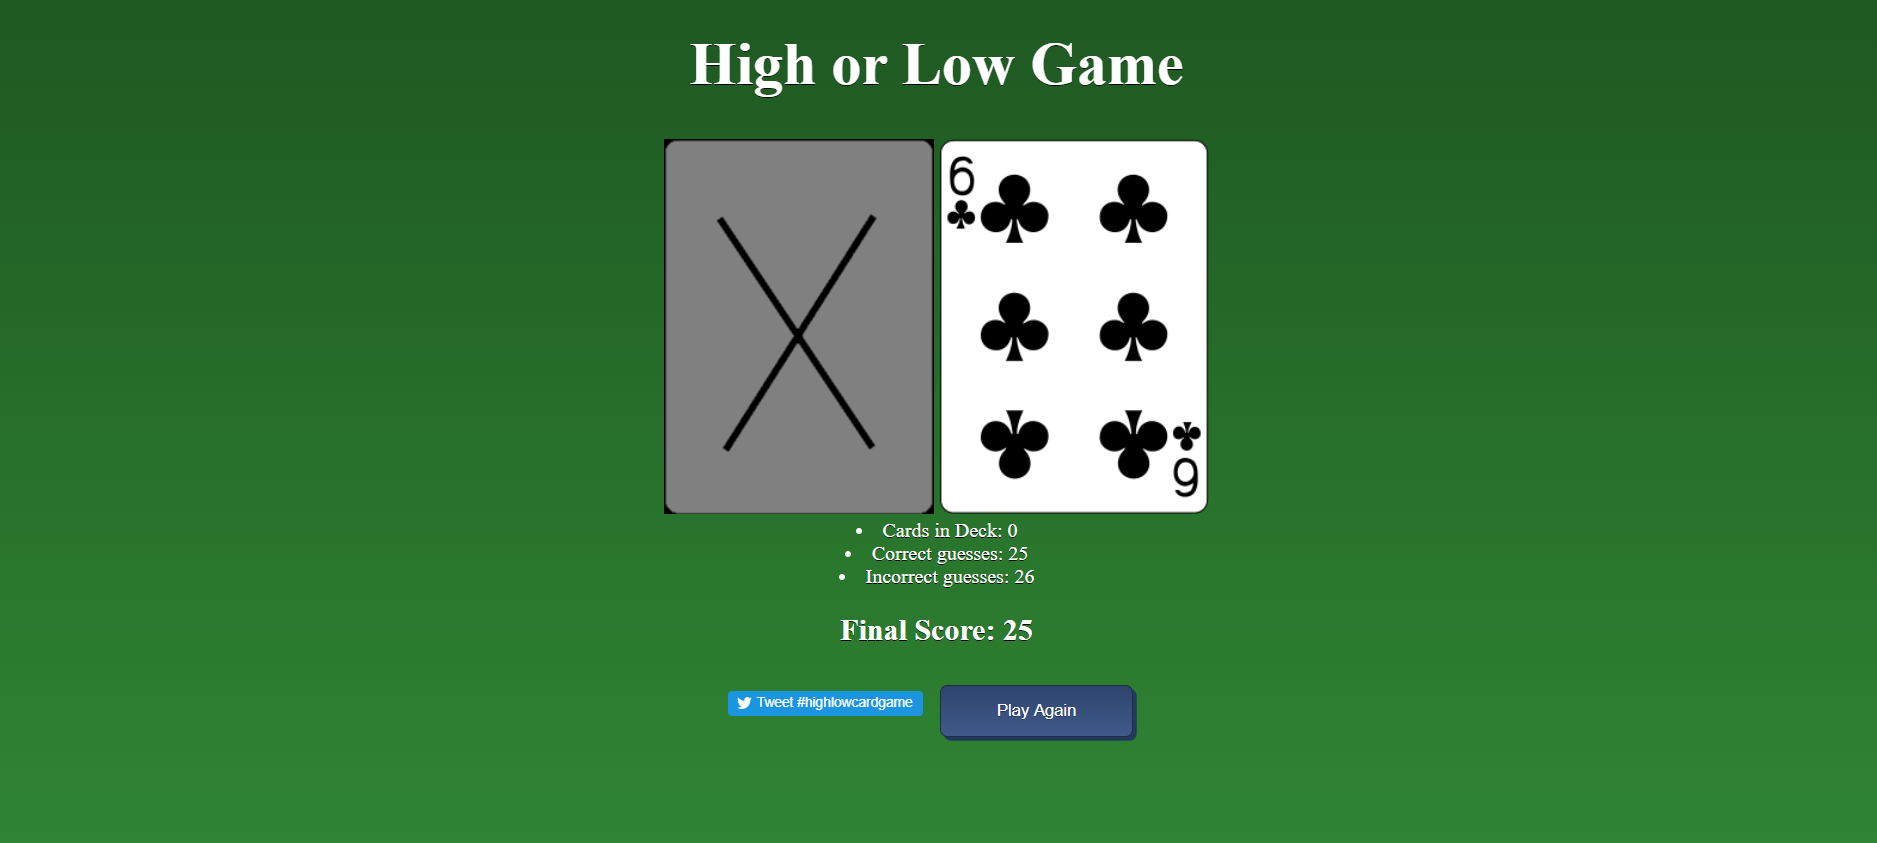 High or Low Game
6
6
Cards in Deck: 0
Correct guesses: 25
Incorrect guesses: 26
Final Score: 25
Tweet #highlowcardgame
Play Again